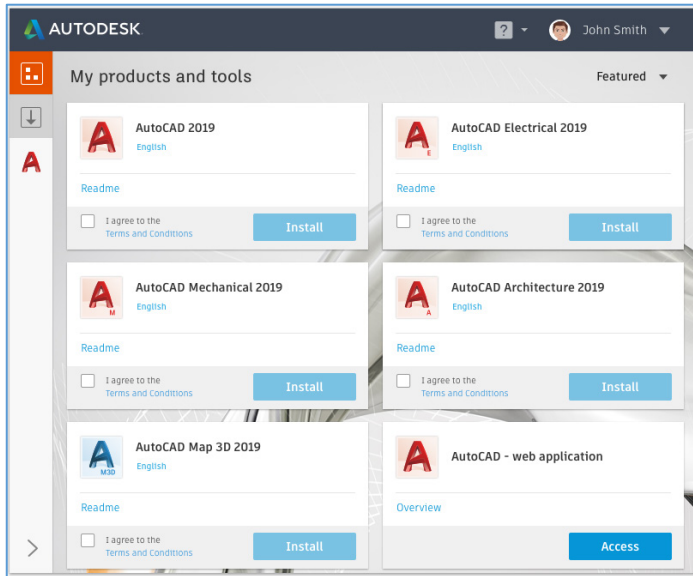 AUTODESK.
?
John Smith
My products and tools
Featured
AutoCAD 2019
English
Readme
I agree to the
Terms and Conditions
Install
E
AutoCAD Electrical 2019
English
Readme
I agree to the
Terms and Conditions
Install
M
AutoCAD Mechanical 2019
English
Readme
I agree to the
Terms and Conditions
Install
A
AutoCAD Architecture 2019
English
Readme
I agree to the
Terms and Conditions
Install
M3D
AutoCAD Map 3D 2019
English
Readme
I agree to the
Terms and Conditions
Install
AutoCAD - web application
Overview
Access